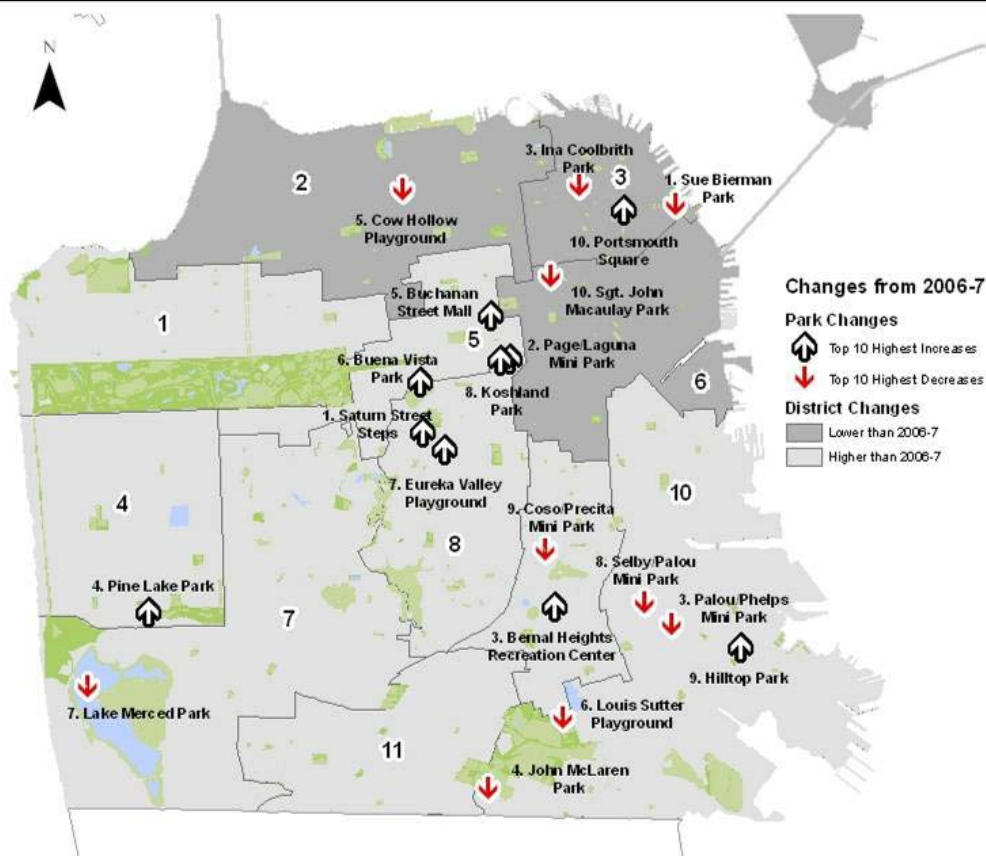 N
2
3. Ina Coolbrith
Park
3
1. Sue Bierman
Park
5. Cow Hollow
Playground
10. Portsmouth
Square
1
5. Buchanan
Street Mall
10. Sgt. John
Macaulay Park
5
6. Buena Vista
Park
2. Page/Laguna
Mini Park
6
8. Koshland
Park
1. Saturn Street
Steps
7. Eureka Valley
Playground
4
10
8
9. Coso/Precita
Mini Park
8. Selby/Palou
Mini Park
4. Pine Lake Park
7
3. Palou/Phelps
Mini Park
3. Bernal Heights
Recreation Center
9. Hilltop Park
7. Lake Merced Park
6. Louis Sutter
Playground
11
4. John McLaren
Park
Changes from 2006-7
Park Changes
Top 10 Highest Increases
Top 10 Highest Decreases
District Changes
Lower than 2006-7
Higher than 2006-7